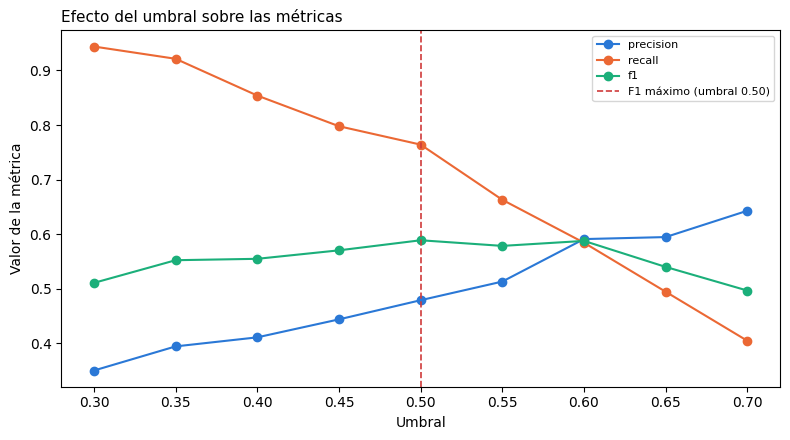 Efecto del umbral sobre las métricas
precision
recall
f1
F1 máximo (umbral 0.50)
Valor de la métrica
0.9
0.8
0.7
0.6
0.5
0.4
0.30 0.35 0.40 0.45 0.50 0.55 0.60 0.65 0.70
Umbral